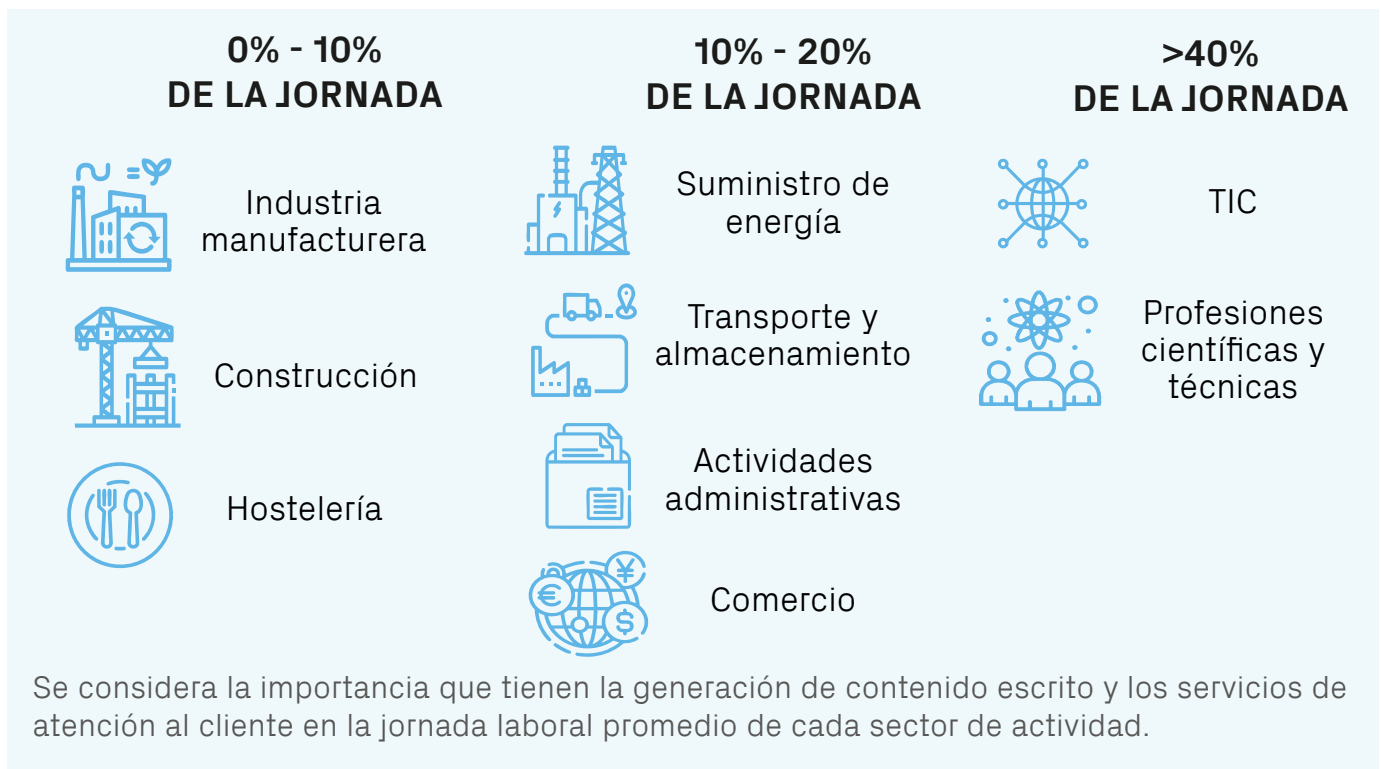 0% - 10%
DE LA JORNADA
Industria
manufacturera
Construcción
Hostelería
10% - 20%
DE LA JORNADA
Suministro de
energía
Transporte y
almacenamiento
Actividades
administrativas
Comercio
>40%
DE LA JORNADA
TIC
Profesiones
científicas y
técnicas
Se considera la importancia que tienen la generación de contenido escrito y los servicios de
atención al cliente en la jornada laboral promedio de cada sector de actividad.